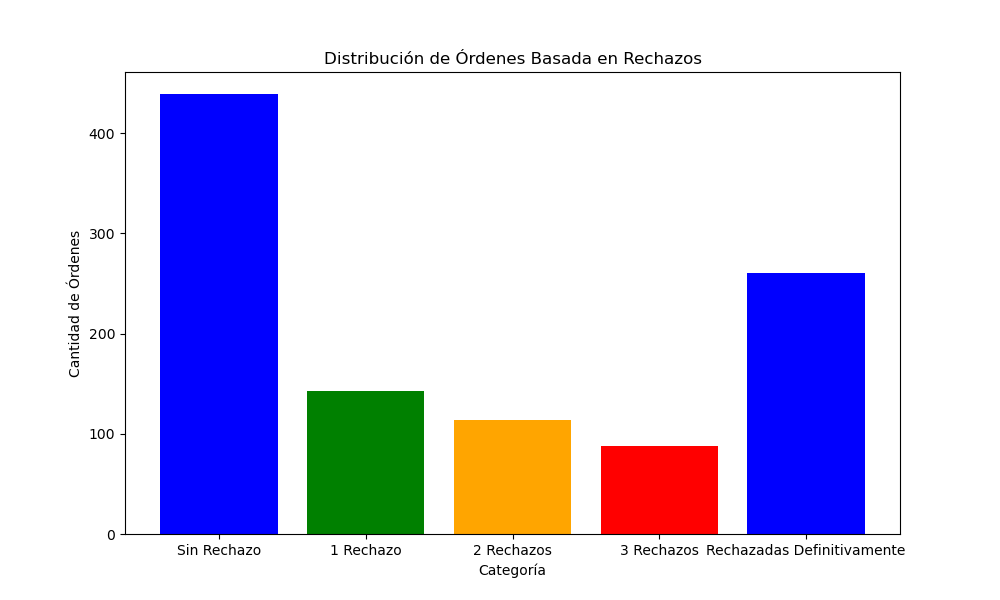 Distribución de Órdenes Basada en Rechazos
Cantidad de Órdenes
400
300
200
100
0
Sin Rechazo 1 Rechazo 2 Rechazos 3 Rechazos Rechazadas Definitivamente
Categoría